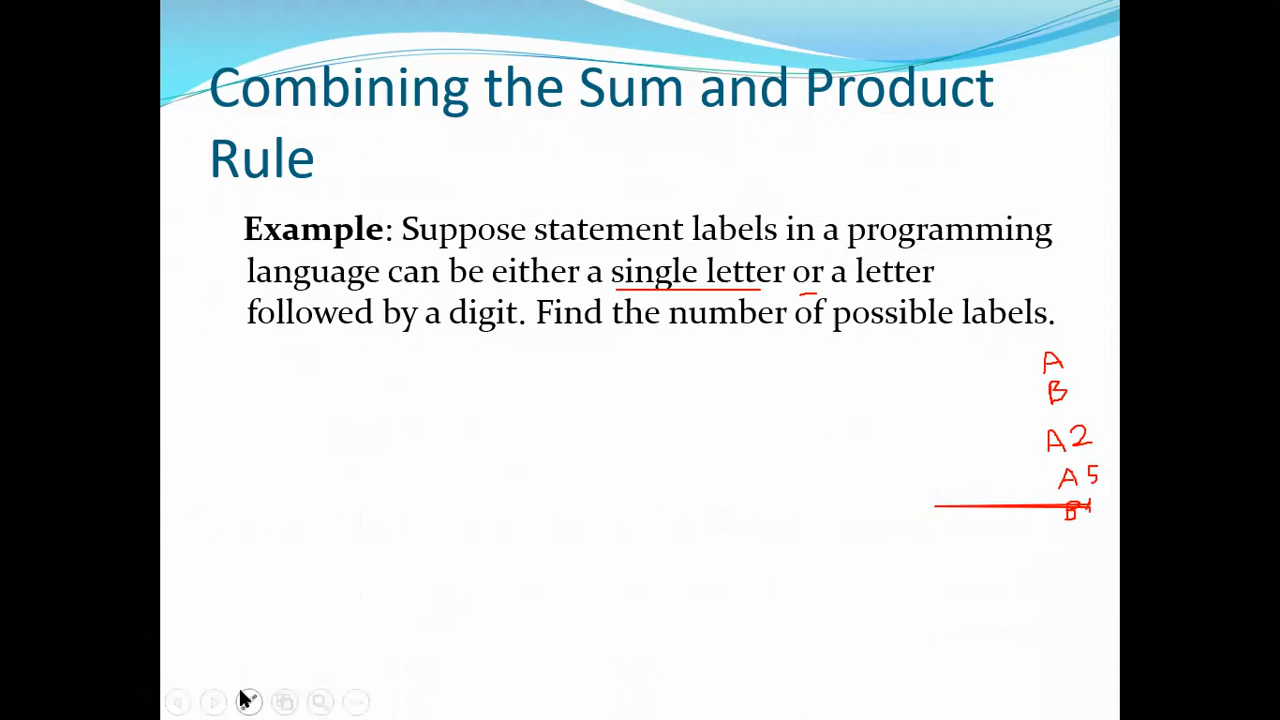 Combining the Sum and Product
Rule
Example: Suppose statement labels in a programming
language can be either a single letter or a letter
followed by a digit. Find the number of possible labels.
A
B
A2
A5